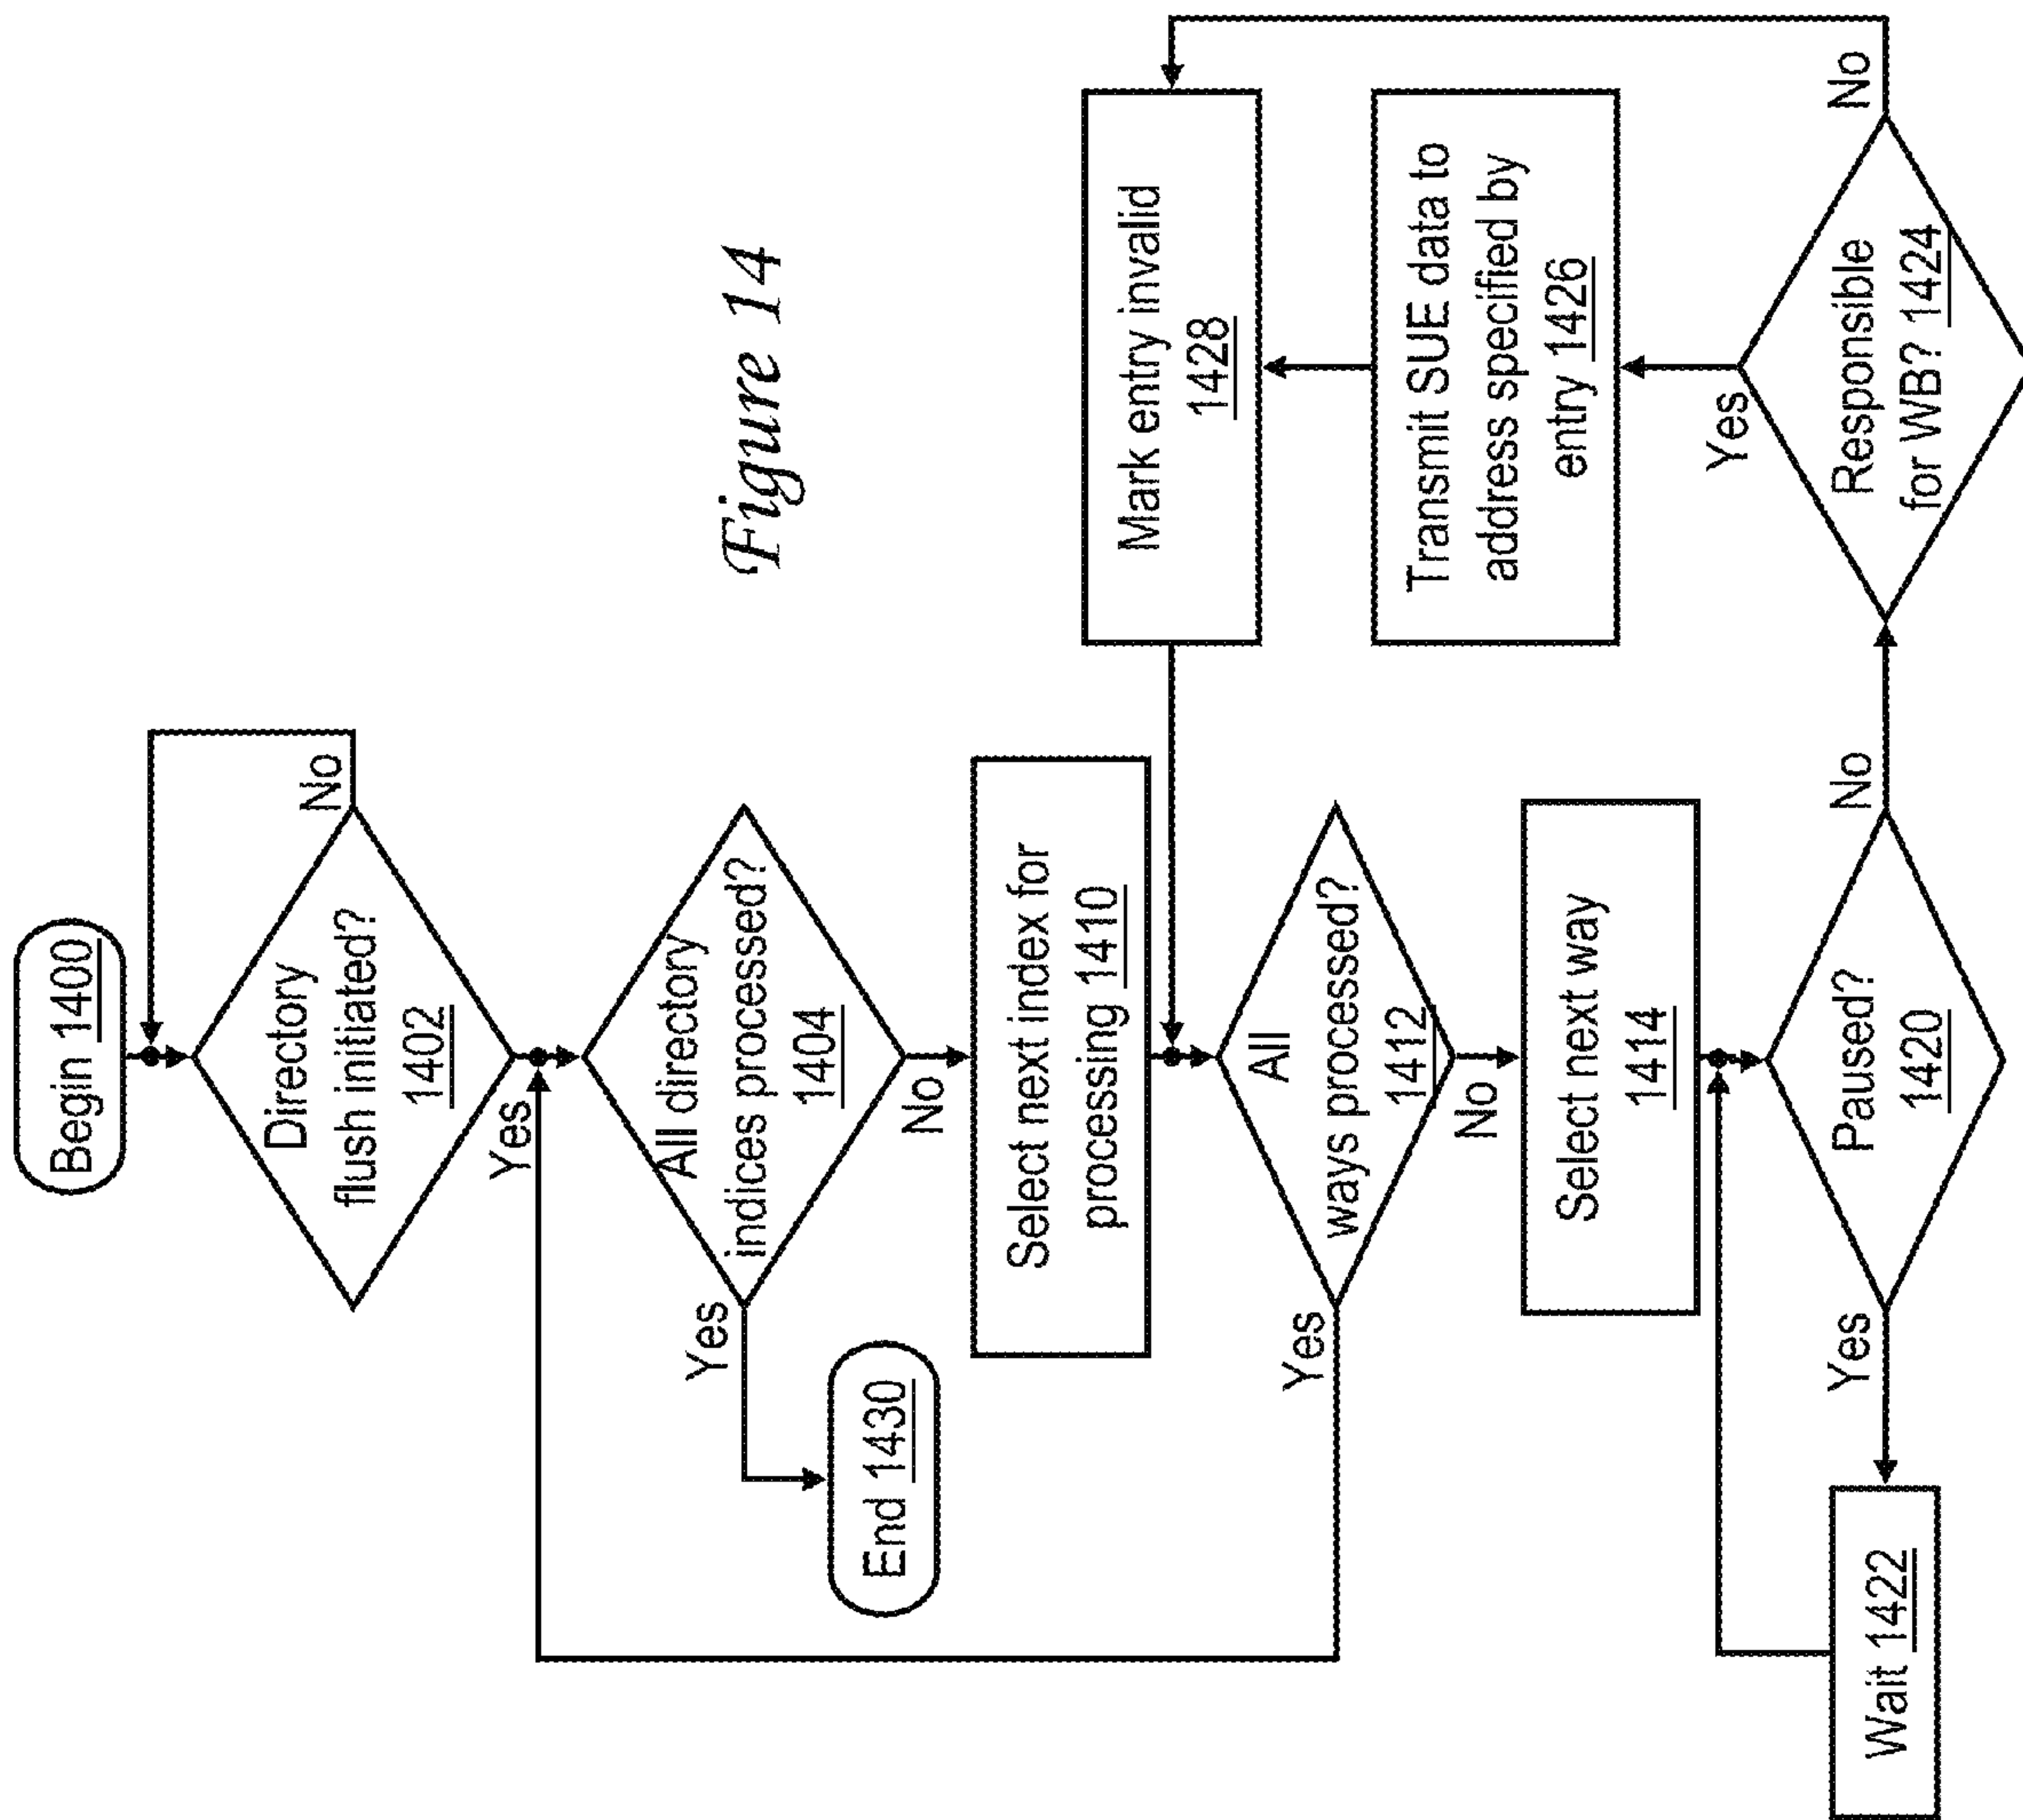 Begin 1400
Directory
flush initiated?
1402
No
Yes
All directory
indices processed?
1404
Yes
No
End 1430
Select next index for
processing 1410
All
ways processed?
1412
Yes
No
Select next way
1414
Paused?
1420
Yes
No
Wait 1422
Responsible
for WB? 1424
Yes
No
Transmit SUE data to
address specified by
entry 1426
Mark entry invalid
1428
Figure 14